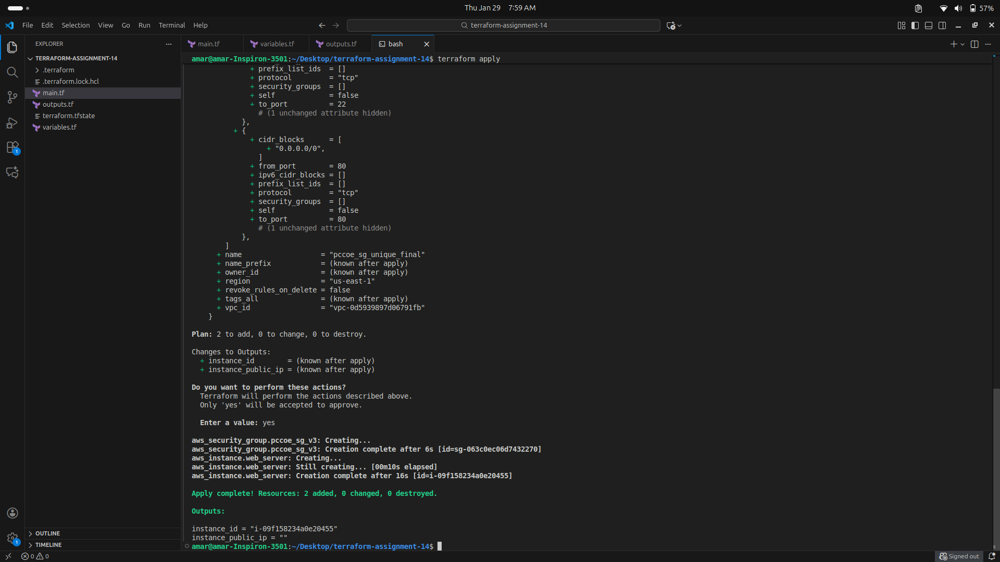 Thu Jan 29 7:59 AM
57%
File Edit Selection View Go Run Terminal Help
terraform-assignment-14
EXPLORER
TERRAFORM-ASSIGNMENT-14
.terraform
.terraform.lock.hcl
main.tf
outputs.tf
terraform.tfstate
variables.tf
1
OUTLINE
1
TIMELINE
main.tf variables.tf outputs.tf bash
amar@amar-Inspiron-3501:~/Desktop/terraform-assignment-14$ terraform apply
+ prefix_list_ids = []
+ protocol = "tcp"
+ security_groups = []
+ self = false
+ to_port = 22
# (1 unchanged attribute hidden)
},
+ {
+ cidr_blocks = [
+ "0.0.0.0/0",
]
+ from_port = 80
+ ipv6_cidr_blocks = []
+ prefix_list_ids = []
+ protocol = "tcp"
+ security_groups = []
+ self = false
+ to_port = 80
# (1 unchanged attribute hidden)
},
]
+ name = "pccoe_sg_unique_final"
+ name_prefix = (known after apply)
+ owner_id = (known after apply)
+ region = "us-east-1"
+ revoke_rules_on_delete = false
+ tags_all = (known after apply)
+ vpc_id = "vpc-0d5939897d06791fb"
}
Plan: 2 to add, 0 to change, 0 to destroy.
Changes to Outputs:
+ instance_id = (known after apply)
+ instance_public_ip = (known after apply)
Do you want to perform these actions?
Terraform will perform the actions described above.
Only 'yes' will be accepted to approve.
Enter a value: yes
aws_security_group.pccoe_sg_v3: Creating...
aws_security_group.pccoe_sg_v3: Creation complete after 6s [id=sg-063c0ec06d7432270]
aws_instance.web_server: Creating...
aws_instance.web_server: Still creating... [00m10s elapsed]
aws_instance.web_server: Creation complete after 16s [id=i-09f158234a0e20455]
Apply complete! Resources: 2 added, 0 changed, 0 destroyed.
Outputs:
instance_id = "i-09f158234a0e20455"
instance_public_ip = ""
amar@amar-Inspiron-3501:~/Desktop/terraform-assignment-14$
0 0
Signed out